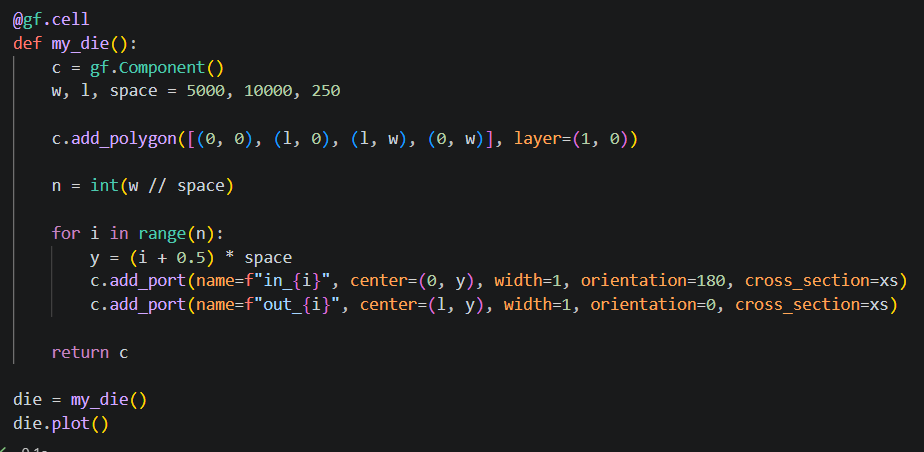 @gf.cell
def my_die():
    c = gf.Component()
    w, l, space = 5000, 10000, 250
    c.add_polygon([(0, 0), (l, 0), (l, w), (0, w)], layer=(1, 0))
    n = int(w // space)
    for i in range(n):
        y = (i + 0.5) * space
        c.add_port(name=f"in_{i}", center=(0, y), width=1, orientation=180, cross_section=xs)
        c.add_port(name=f"out_{i}", center=(l, y), width=1, orientation=0, cross_section=xs)
    return c
die = my_die()
die.plot()